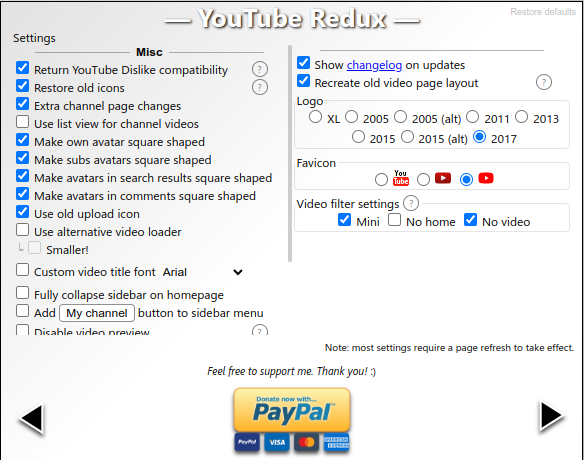 — YouTube Redux —
Restore defaults
Settings
Misc
Return YouTube Dislike compatibility ?
Restore old icons ?
Extra channel page changes
Use list view for channel videos
Make own avatar square shaped
Make subs avatars square shaped
Make avatars in search results square shaped
Make avatars in comments square shaped
Use old upload icon
Use alternative video loader
Smaller!
Custom video title font Arial
Fully collapse sidebar on homepage
Add My channel button to sidebar menu
Disable video preview ?
Show changelog on updates
Recreate old video page layout ?
Logo
XL 2005 2005 (alt) 2011 2013
2015 2015 (alt) 2017
Favicon
You
Tube
Video filter settings ?
Mini No home No video
Note: most settings require a page refresh to take effect.
Feel free to support me. Thank you! :)
Donate now with...
PayPal™
PayPal VISA MasterCard AMERICAN EXPRESS